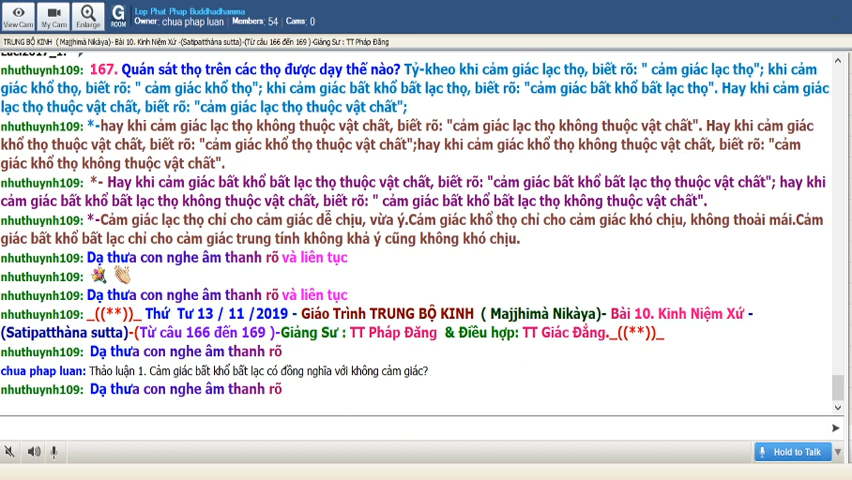 Lop Phat Phap Buddhadhamma
Owner: chua phap luan | Members: 54 | Cams: 0
View Cam
My Cam
Enlarge
G
ROOM
TRUNG BỘ KINH ( Majjhimà Nikàya)- Bài 10. Kinh Niệm Xứ -(Satipatthàna sutta)-(Từ câu 166 đến 169 )-Giảng Sư: TT Pháp Đăng
nhuthuynh109: 167. Quán sát thọ trên các thọ được dạy thế nào? Tỷ-kheo khi cảm giác lạc thọ, biết rõ: " cảm giác lạc thọ"; khi cảm
giác khổ thọ, biết rõ: " cảm giác khổ thọ"; khi cảm giác bất khổ bất lạc thọ, biết rõ: "cảm giác bất khổ bất lạc thọ". Hay khi cảm giác
lạc thọ thuộc vật chất, biết rõ: "cảm giác lạc thọ thuộc vật chất";
nhuthuynh109: *-hay khi cảm giác lạc thọ không thuộc vật chất, biết rõ: "cảm giác lạc thọ không thuộc vật chất". Hay khi cảm giác
khổ thọ thuộc vật chất, biết rõ: "cảm giác khổ thọ thuộc vật chất";hay khi cảm giác khổ thọ không thuộc vật chất, biết rõ: "cảm
giác khổ thọ không thuộc vật chất".
nhuthuynh109: *- Hay khi cảm giác bất khổ bất lạc thọ thuộc vật chất, biết rõ: "cảm giác bất khổ bất lạc thọ thuộc vật chất"; hay khi
cảm giác bất khổ bất lạc thọ không thuộc vật chất, biết rõ: " cảm giác bất khổ bất lạc thọ không thuộc vật chất".
nhuthuynh109: *-Cảm giác lạc thọ chỉ cho cảm giác dễ chịu, vừa ý.Cảm giác khổ thọ chỉ cho cảm giác khó chịu, không thoải mái.Cảm
giác bất khổ bất lạc chỉ cho cảm giác trung tính không khả ý cũng không khó chịu.
nhuthuynh109: Dạ thưa con nghe âm thanh rõ và liên tục
nhuthuynh109:
nhuthuynh109: Dạ thưa con nghe âm thanh rõ và liên tục
nhuthuynh109: _((**))_ Thứ Tư 13 / 11 /2019 - Giáo Trình TRUNG BỘ KINH ( Majjhimà Nikàya)- Bài 10. Kinh Niệm Xứ -
(Satipatthàna sutta)-(Từ câu 166 đến 169 )-Giảng Sư : TT Pháp Đăng & Điều hợp: TT Giác Đẳng._((**))_
nhuthuynh109: Dạ thưa con nghe âm thanh rõ
chua phap luan: Thảo luận 1. Cảm giác bất khổ bất lạc có đồng nghĩa với không cảm giác?
nhuthuynh109: Dạ thưa con nghe âm thanh rõ
Hold to Talk